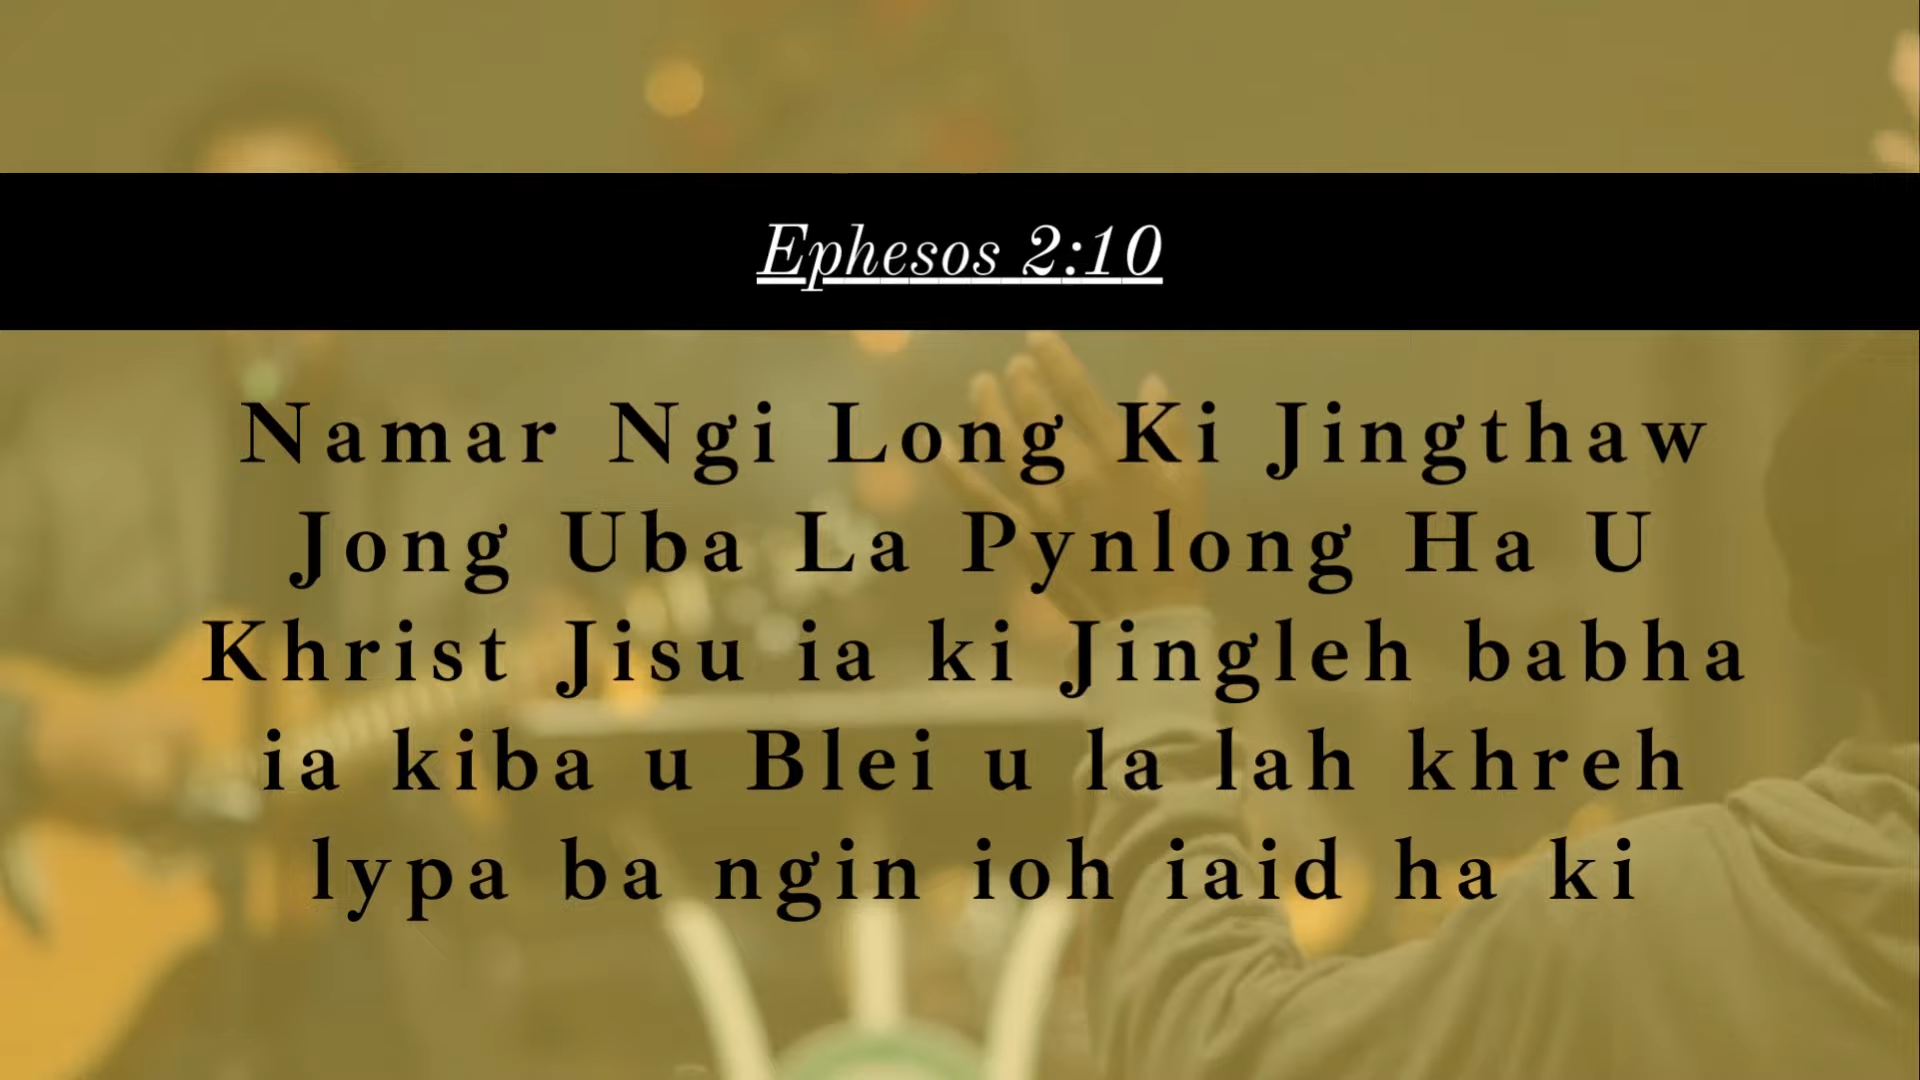 Ephesos 2:10
Namar Ngi Long Ki Jingthaw
Jong Uba La Pynlong Ha U
Khrist Jisu ia ki Jingleh babha
ia kiba u Blei u la lah khreh
lypa ba ngin ioh iaid ha ki